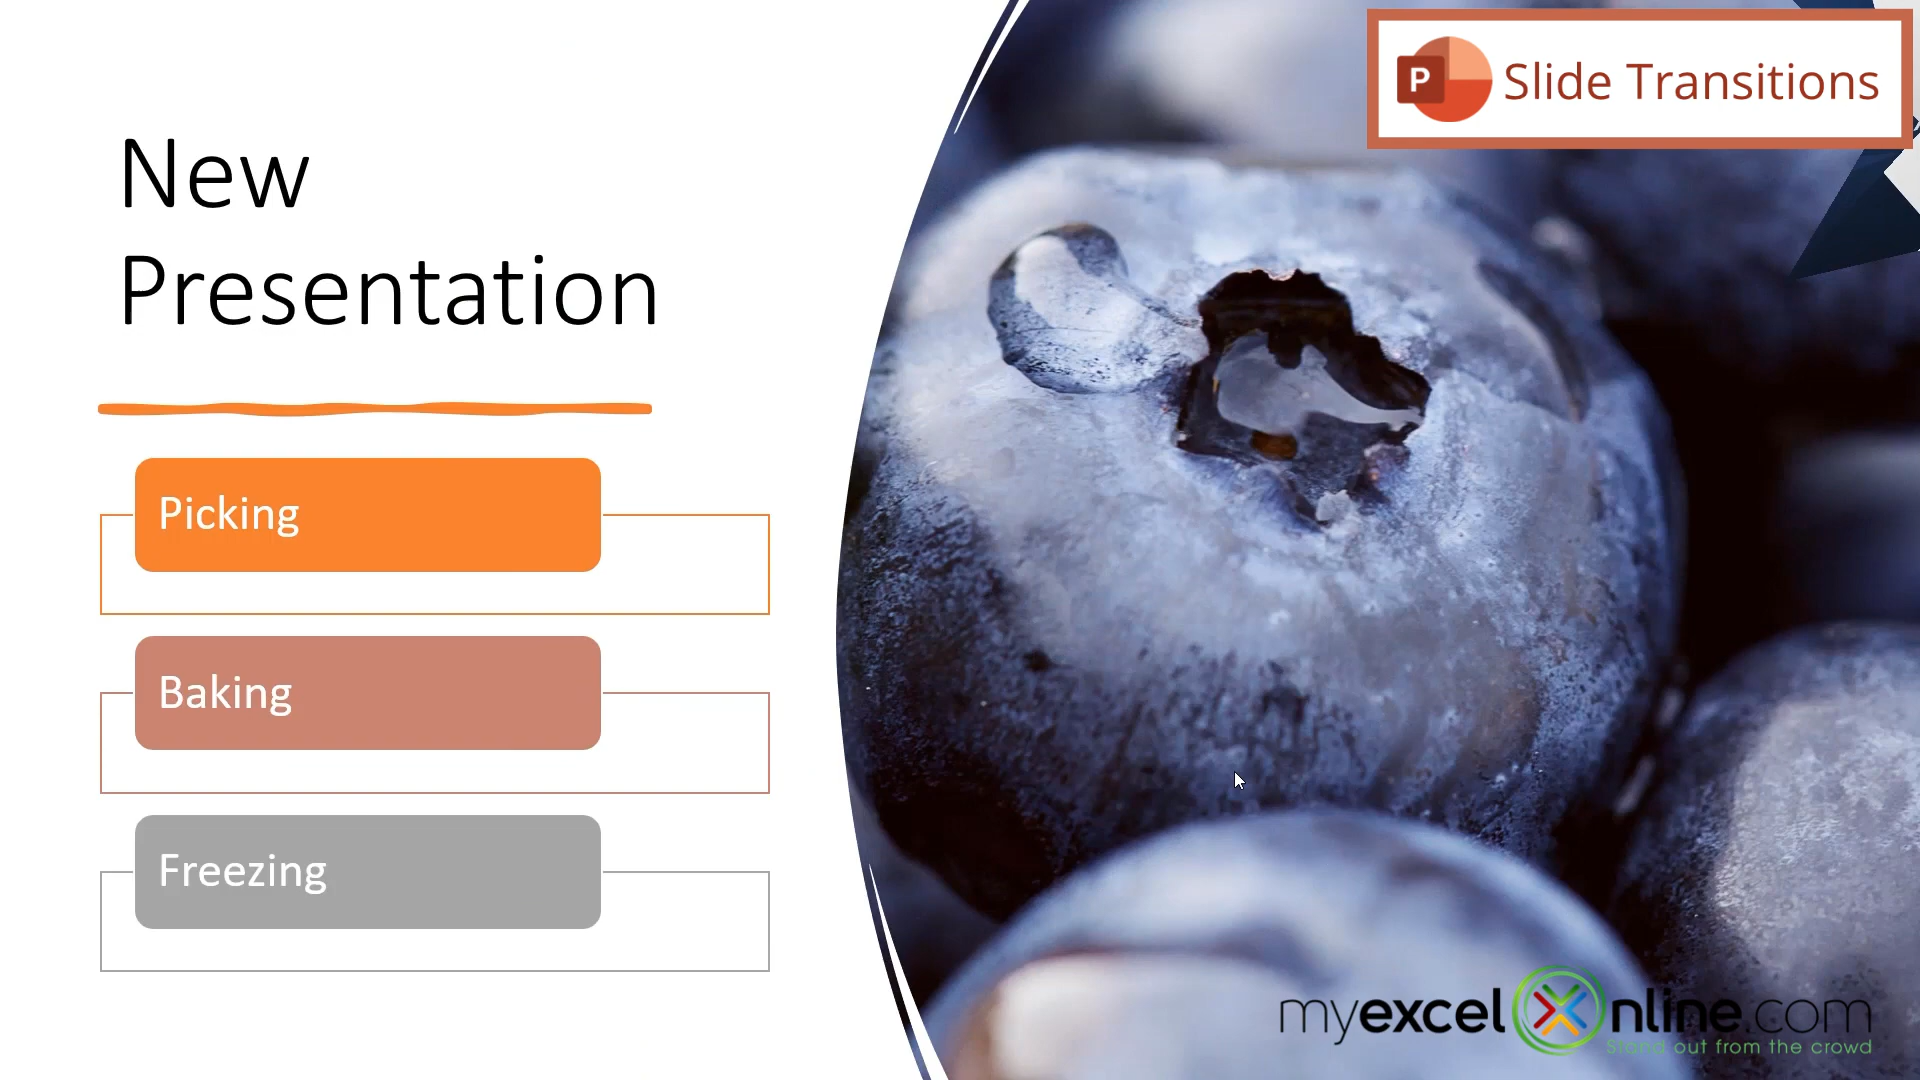 P Slide Transitions
New
Presentation
Picking
Baking
Freezing
myexcelonline.com
Stand out from the crowd